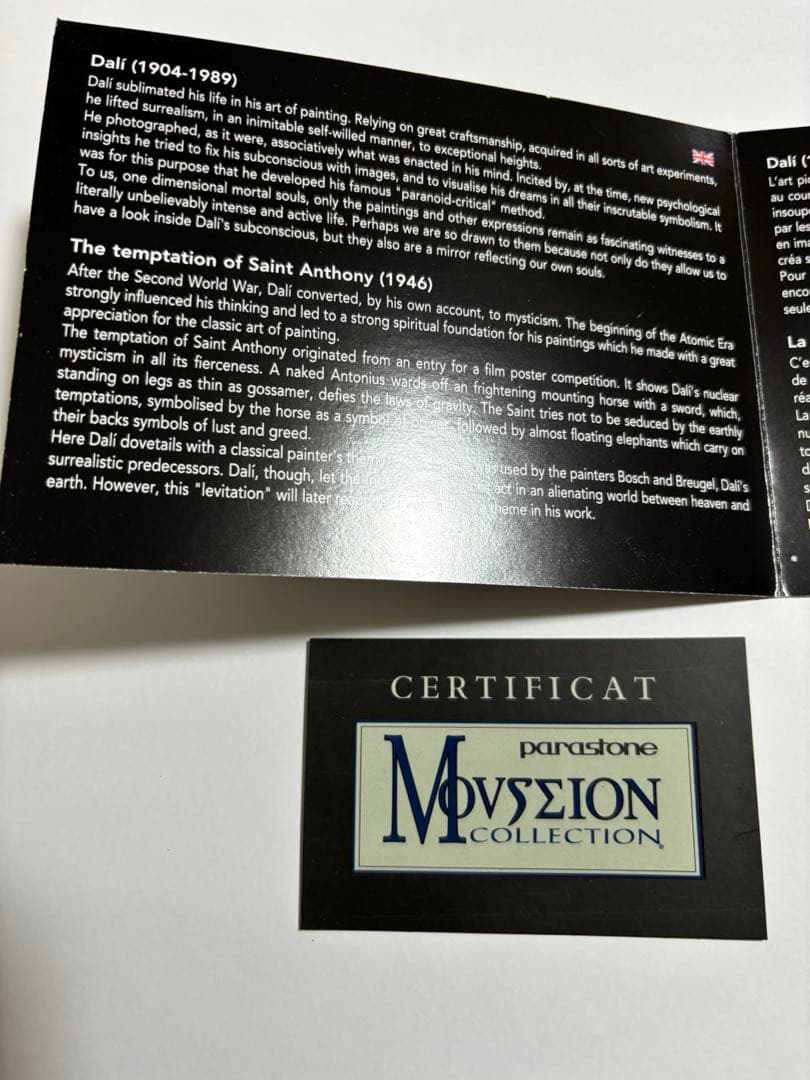 Dalí (1904-1989)
Dalí sublimated his life in his art of painting. Relying on great craftsmanship, acquired in all sorts of art experiments,
he lifted surrealism, in an inimitable self-willed manner, to exceptional heights.
He photographed, as it were, associatively what was enacted in his mind. Incited by, at the time, new psychological
insights he tried to fix his subconscious with images, and to visualise his dreams in all their inscrutable symbolism. It
was for this purpose that he developed his famous "paranoid-critical" method.
To us, one dimensional mortal souls, only the paintings and other expressions remain as fascinating witnesses to a
literally unbelievably intense and active life. Perhaps we are so drawn to them because not only do they allow us to
have a look inside Dalí's subconscious, but they also are a mirror reflecting our own souls.
The temptation of Saint Anthony (1946)
After the Second World War, Dalí converted, by his own account, to mysticism. The beginning of the Atomic Era
strongly influenced his thinking and led to a strong spiritual foundation for his paintings which he made with a great
appreciation for the classic art of painting.
The temptation of Saint Anthony originated from an entry for a film poster competition. It shows Dalí's nuclear
mysticism in all its fierceness. A naked Antonius wards off an frightening mounting horse with a sword, which,
standing on legs as thin as gossamer, defies the laws of gravity. The Saint tries not to be seduced by the earthly
temptations, symbolised by the horse as a symbol of power, followed by almost floating elephants which carry on
their backs symbols of lust and greed.
Here Dalí dovetails with a classical painter's used by the painters Bosch and Breugel, Dalí's
surrealistic predecessors. Dalí, though, let the act in an alienating world between heaven and
earth. However, this "levitation" will later theme in his work.
Dalí
L'art
au
par les
en
créa
Pour
La
C'e
de
La
CERTIFICAT
parastone
MOVSΣION
COLLECTION